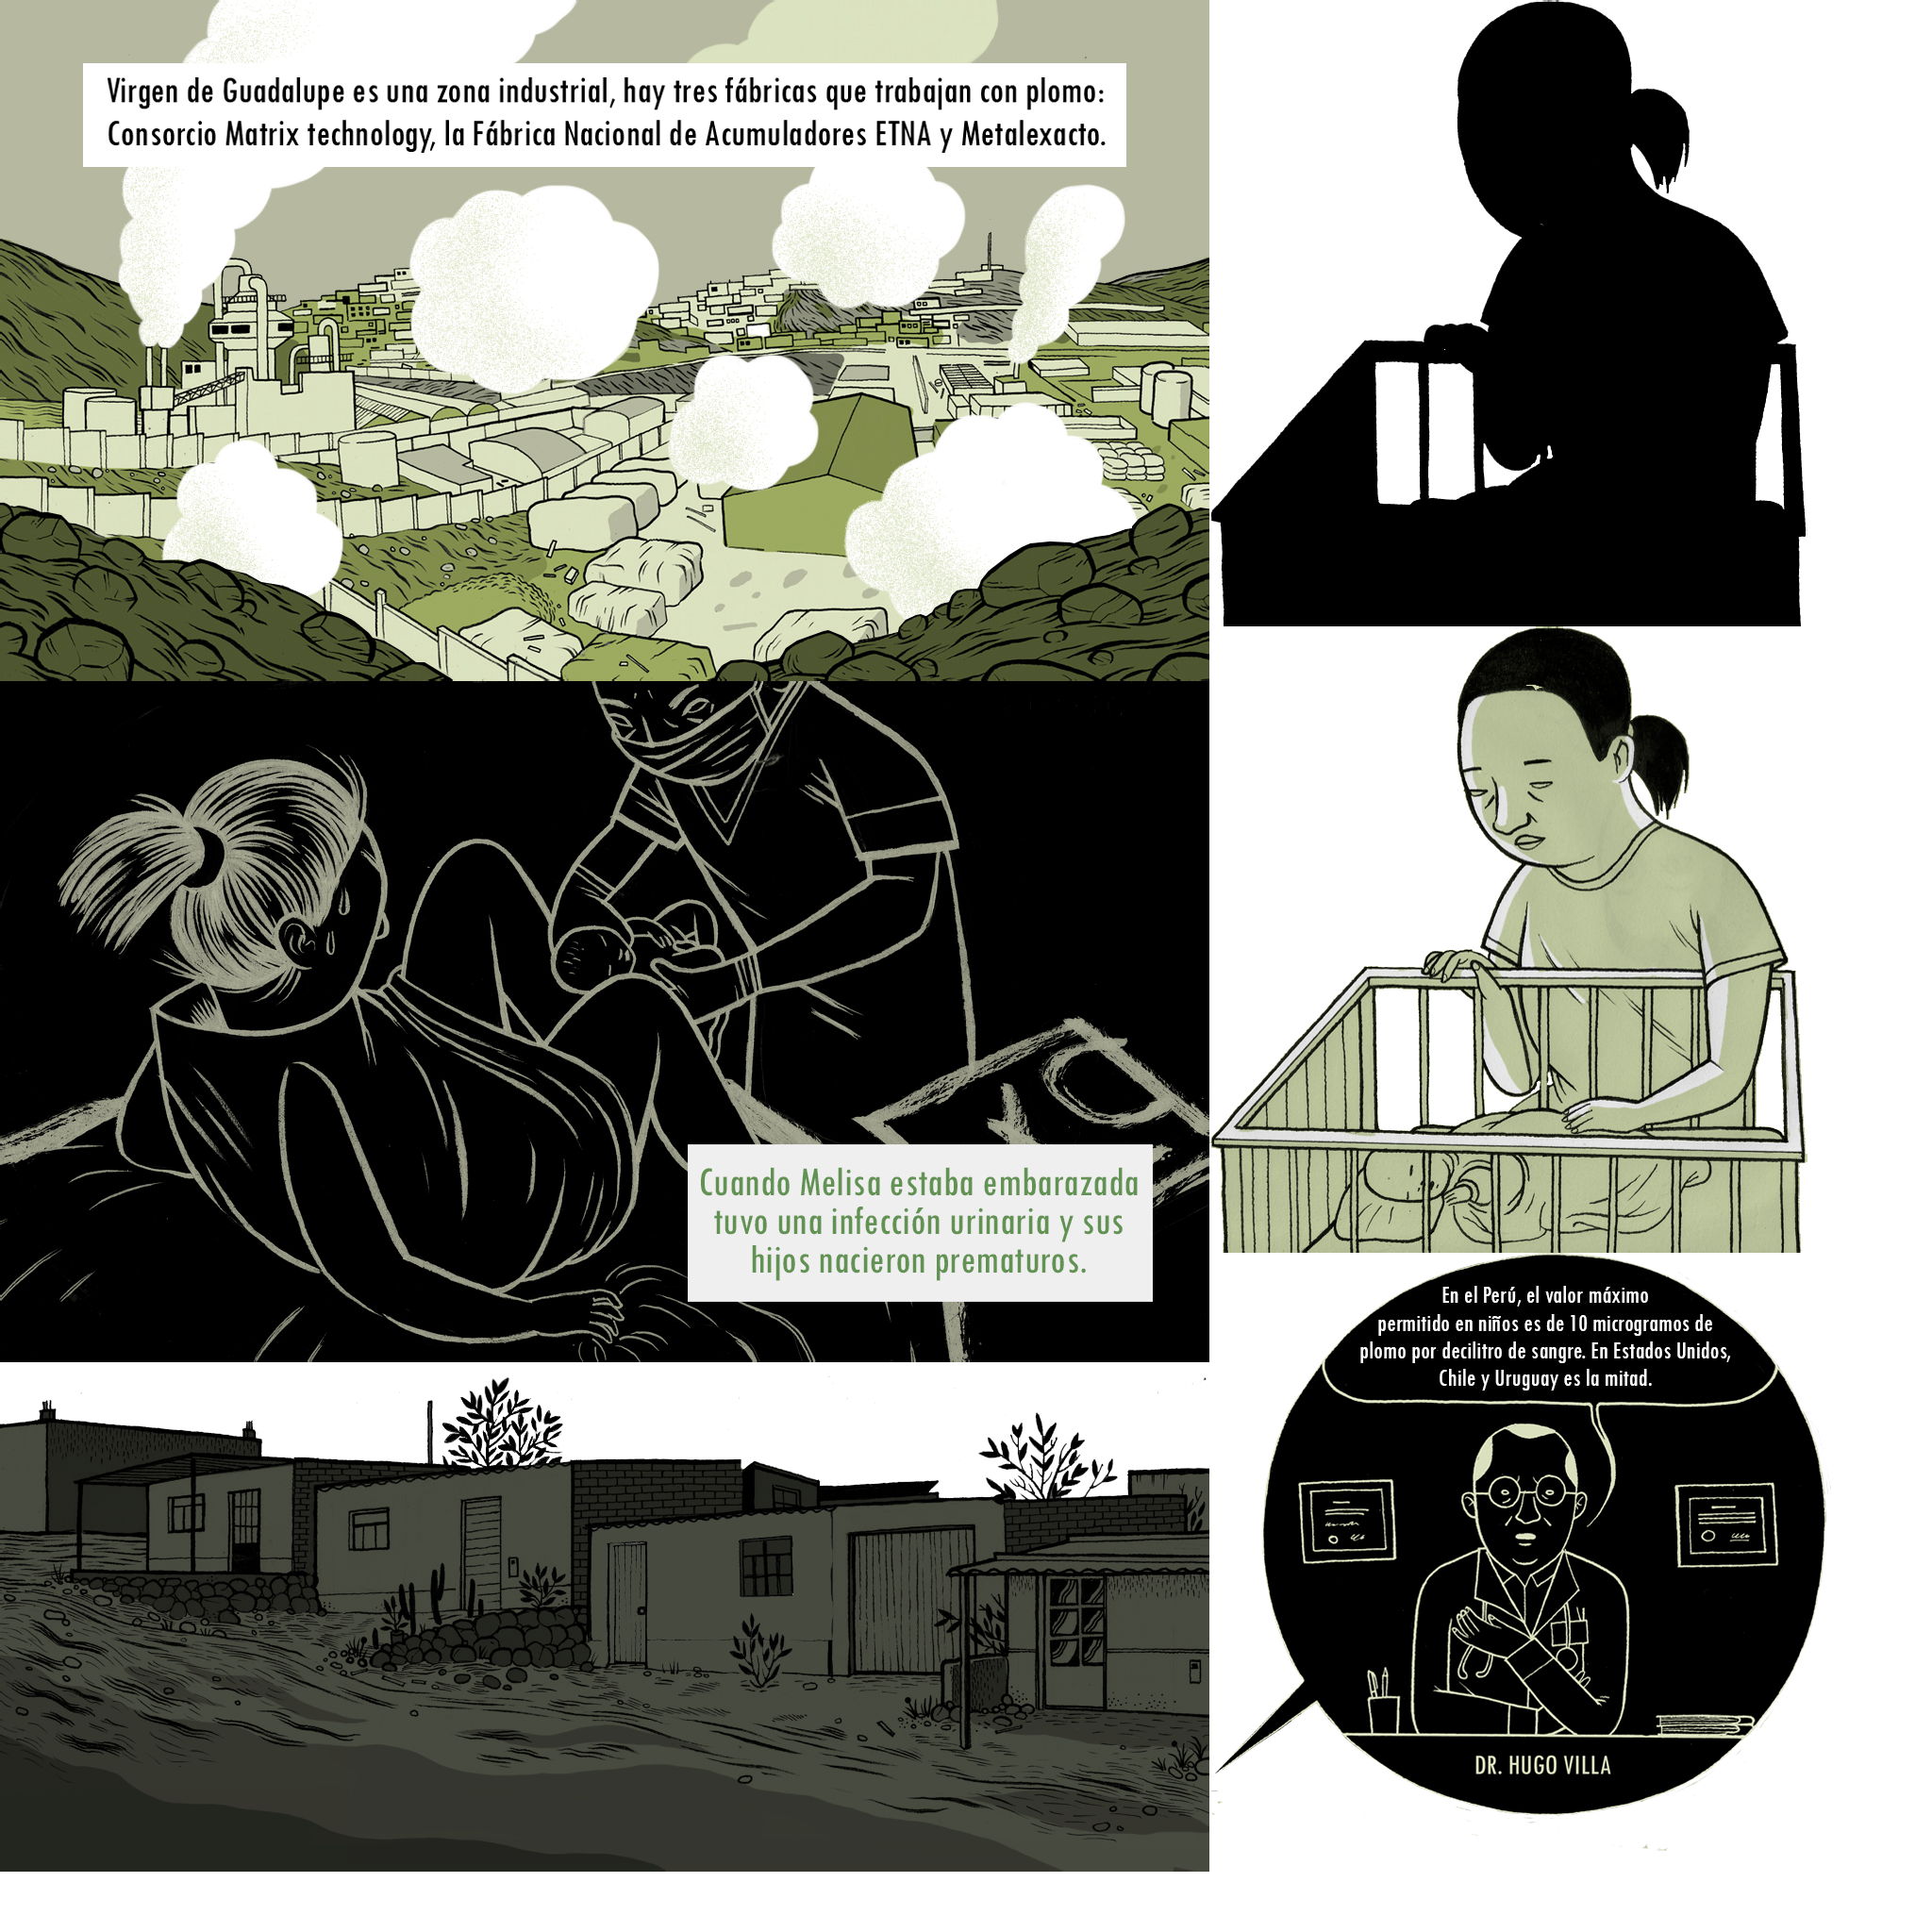 Virgen de Guadalupe es una zona industrial, hay tres fábricas que trabajan con plomo:
Consorcio Matrix technology, la Fábrica Nacional de Acumuladores ETNA y Metalexacto.
Cuando Melisa estaba embarazada
tuvo una infección urinaria y sus
hijos nacieron prematuros.
En el Perú, el valor máximo
permitido en niños es de 10 microgramos de
plomo por decilitro de sangre. En Estados Unidos,
Chile y Uruguay es la mitad.
DR. HUGO VILLA